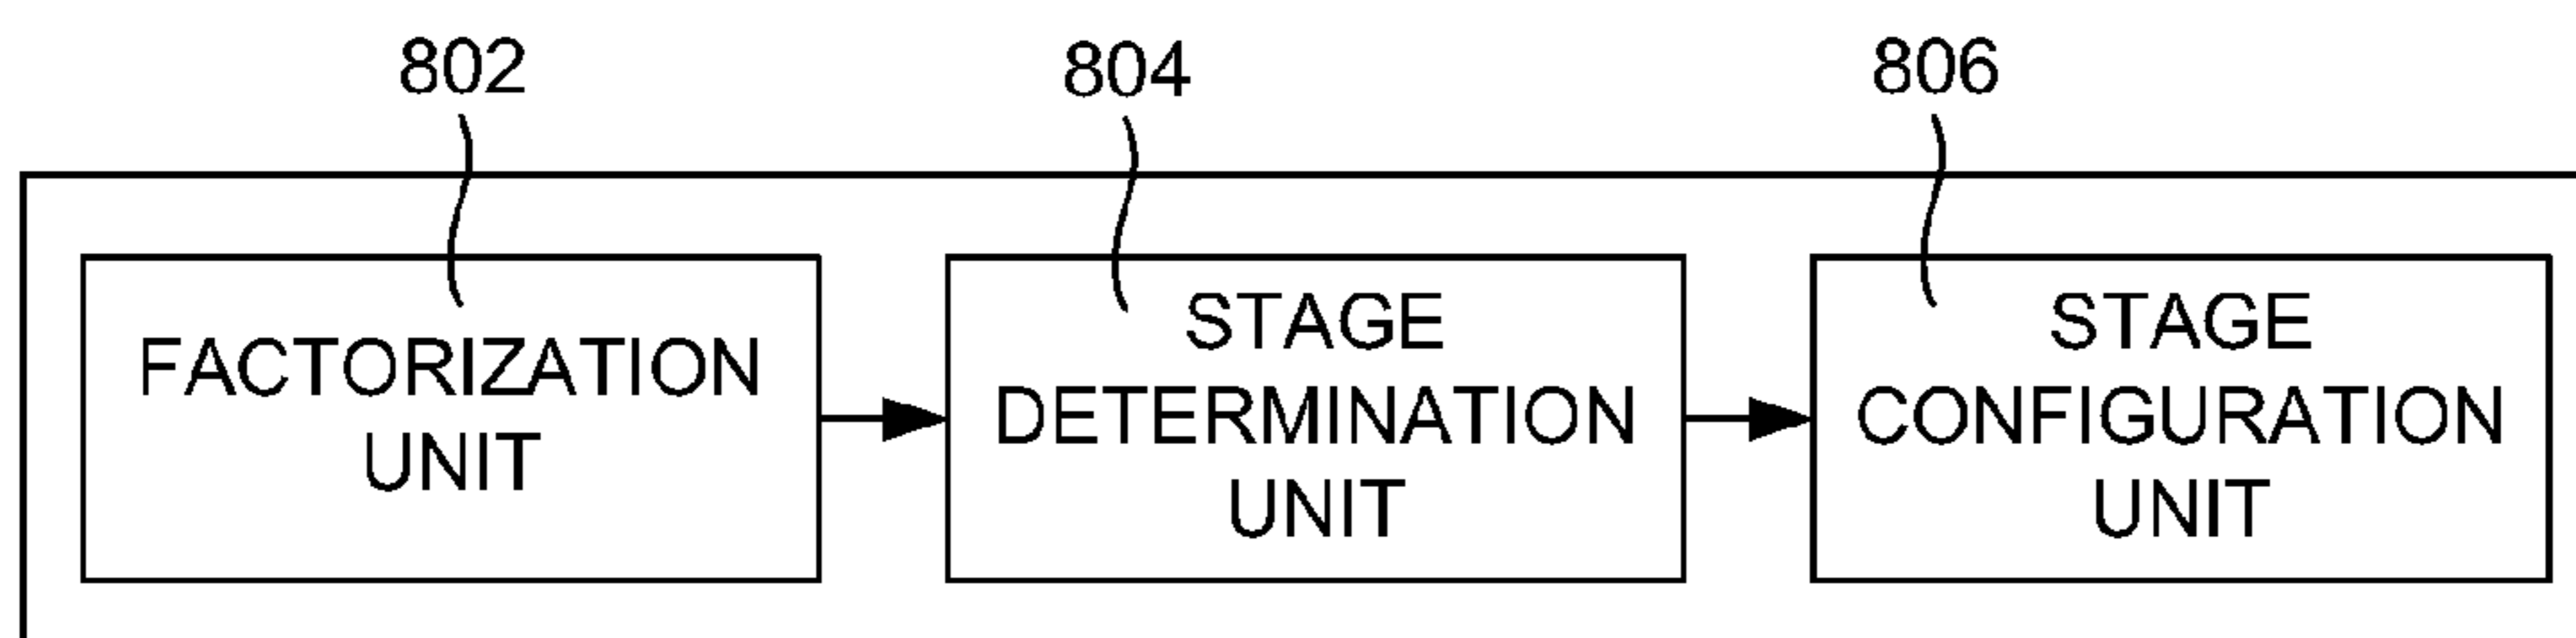 802
804
806
FACTORIZATION
UNIT
STAGE
DETERMINATION
UNIT
STAGE
CONFIGURATION
UNIT